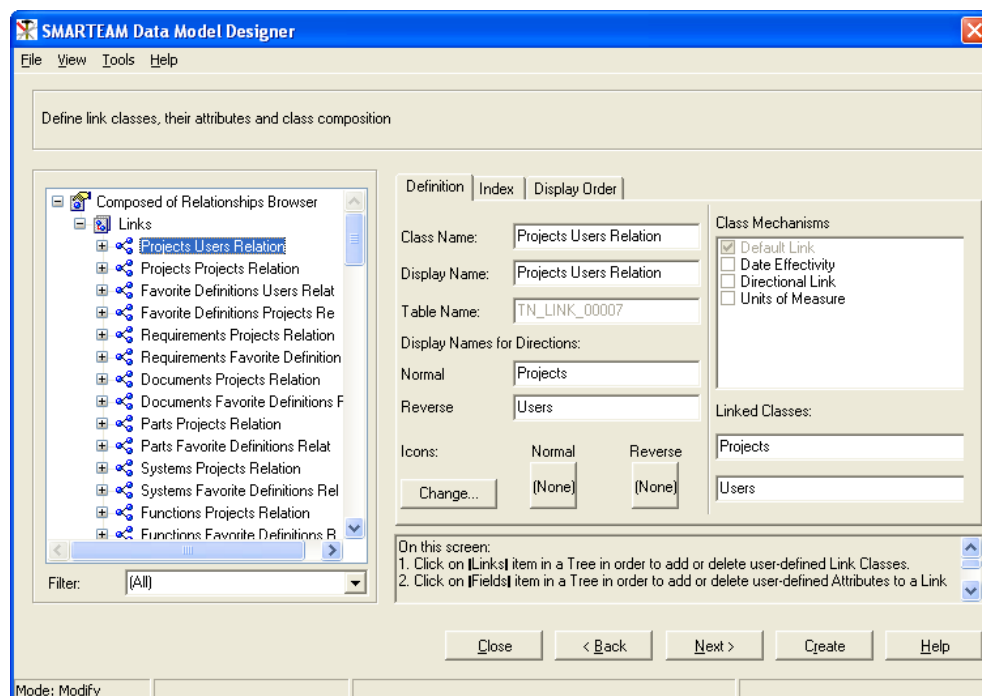 SMARTEAM Data Model Designer
File View Tools Help
Define link classes, their attributes and class composition
Composed of Relationships Browser
Links
Projects Users Relation
Projects Projects Relation
Favorite Definitions Users Relat
Favorite Definitions Projects Re
Requirements Projects Relation
Requirements Favorite Definition
Documents Projects Relation
Documents Favorite Definitions F
Parts Projects Relation
Parts Favorite Definitions Relat
Systems Projects Relation
Systems Favorite Definitions Rel
Functions Projects Relation
Functions Favorite Definitions R
Filter: (All)
Definition Index Display Order
Class Name: Projects Users Relation
Display Name: Projects Users Relation
Table Name: TN_LINK_00007
Display Names for Directions:
Normal Projects
Reverse Users
Icons: Normal Reverse
Change... (None) (None)
Class Mechanisms
Default Link
Date Effectivity
Directional Link
Units of Measure
Linked Classes:
Projects
Users
On this screen:
1. Click on |Links| item in a Tree in order to add or delete user-defined Link Classes.
2. Click on |Fields| item in a Tree in order to add or delete user-defined Attributes to a Link
Close < Back Next > Create Help
Mode: Modify